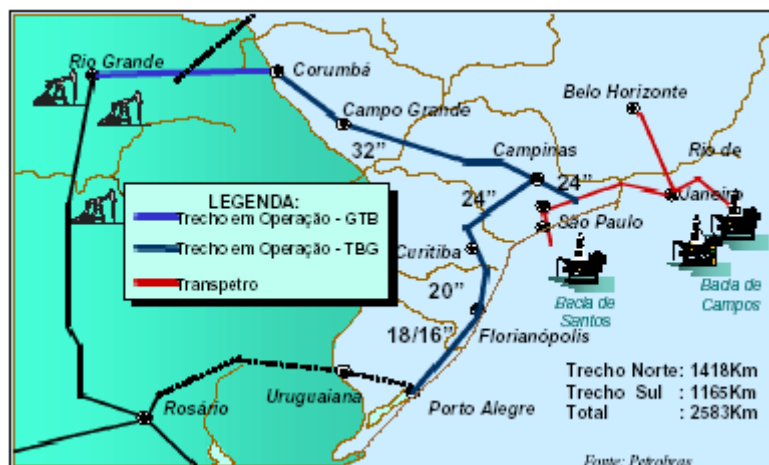 Rio Grande
Corumbá
Belo Horizonte
Campo Grande
32"
Campinas
Rio de
Janeiro
24"
24"
LEGENDA:
Trecho em Operação - GTB
Trecho em Operação - TBG
Transpetro
São Paulo
Curitiba
Bacia de
Campos
Bacia de
Santos
20"
18/16"
Florianópolis
Trecho Norte: 1418Km
Trecho Sul : 1165Km
Total : 2583Km
Uruguaiana
Rosário
Porto Alegre
Fonte: Petrobras